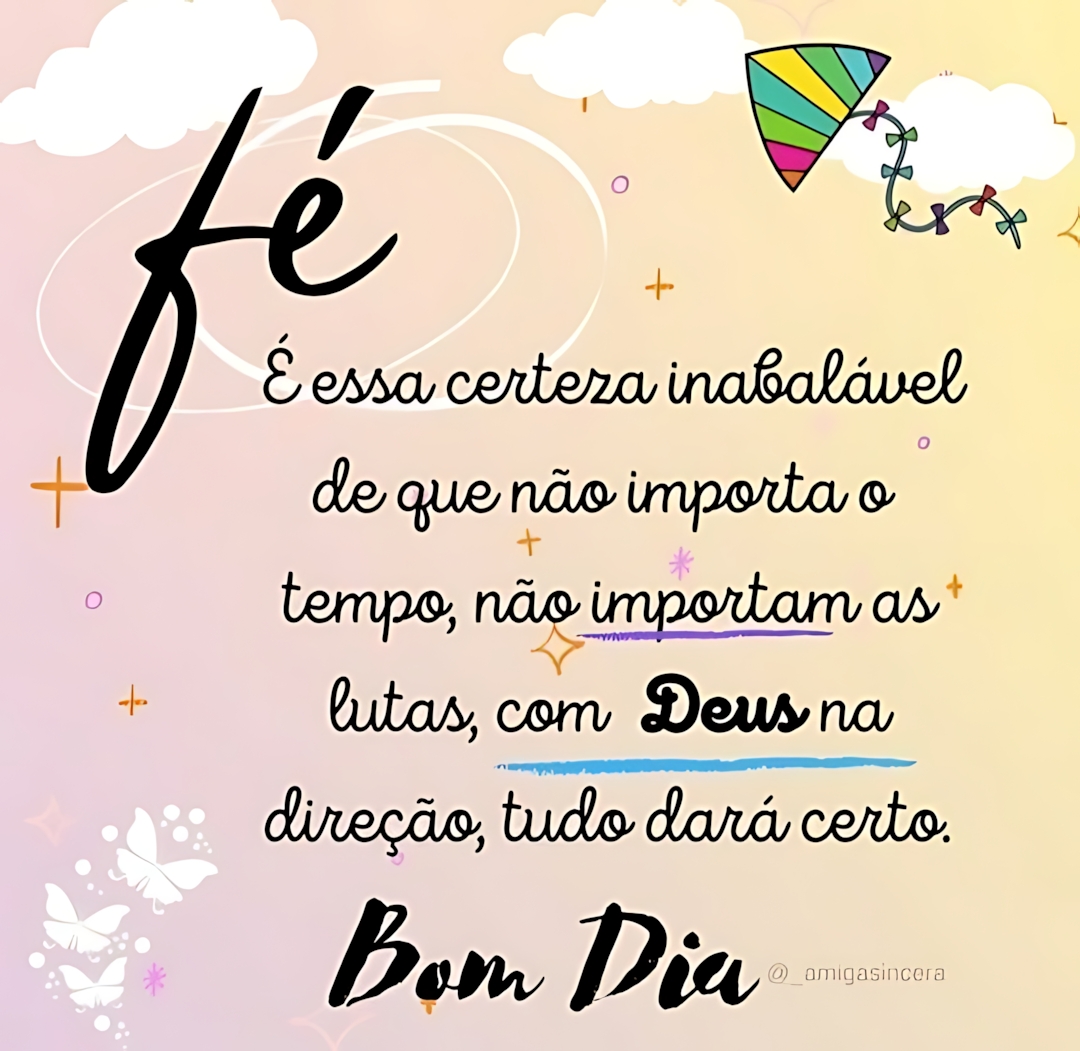 fé
É essa certeza inabalável
de que não importa o
tempo, não importam as
lutas, com Deus na
direção, tudo dará certo.
Bom Dia
@_amigasincera